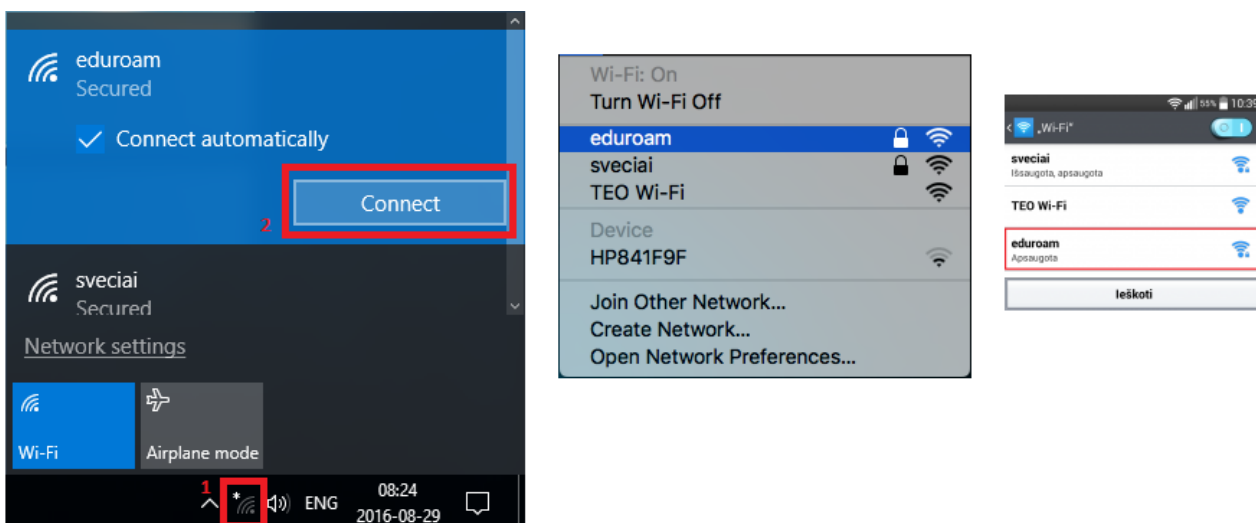 eduroam
Secured
Connect automatically
Connect
2
sveciai
Secured
Network settings
Wi-Fi
Airplane mode
1
ENG
08:24
2016-08-29
Wi-Fi: On
Turn Wi-Fi Off
eduroam
sveciai
TEO Wi-Fi
Device
HP841F9F
Join Other Network...
Create Network...
Open Network Preferences...
55% 10:39
„Wi-Fi“
sveciai
Išsaugota, apsaugota
TEO Wi-Fi
eduroam
Apsaugota
Ieškoti